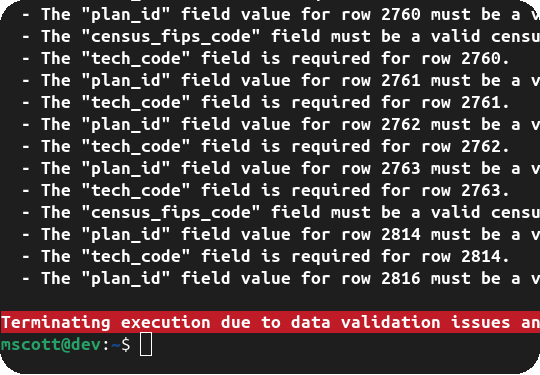 - The "plan_id" field value for row 2760 must be a v
- The "census_fips_code" field must be a valid censu
- The "tech_code" field is required for row 2760.
- The "plan_id" field value for row 2761 must be a v
- The "tech_code" field is required for row 2761.
- The "plan_id" field value for row 2762 must be a v
- The "tech_code" field is required for row 2762.
- The "plan_id" field value for row 2763 must be a v
- The "tech_code" field is required for row 2763.
- The "census_fips_code" field must be a valid censu
- The "plan_id" field value for row 2814 must be a v
- The "tech_code" field is required for row 2814.
- The "plan_id" field value for row 2816 must be a v
Terminating execution due to data validation issues an
mscott@dev:~$